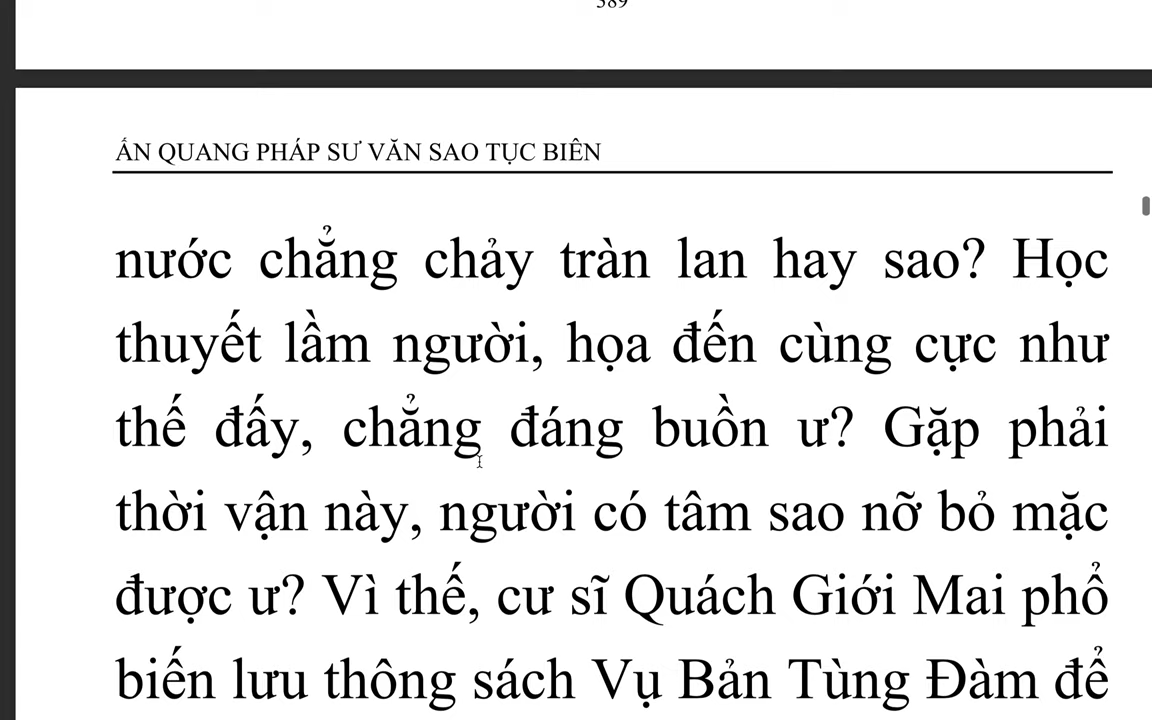 589
ẤN QUANG PHÁP SƯ VĂN SAO TỤC BIÊN
nước chẳng chảy tràn lan hay sao? Học
thuyết lầm người, họa đến cùng cực như
thế đấy, chẳng đáng buồn ư? Gặp phải
thời vận này, người có tâm sao nỡ bỏ mặc
được ư? Vì thế, cư sĩ Quách Giới Mai phổ
biến lưu thông sách Vụ Bản Tùng Đàm để